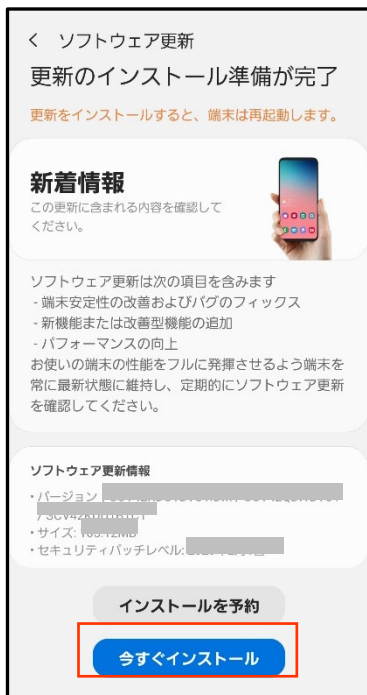 < ソフトウェア更新
更新のインストール準備が完了
更新をインストールすると、端末は再起動します。
新着情報
この更新に含まれる内容を確認して
ください。
ソフトウェア更新は次の項目を含みます
- 端末安定性の改善およびバグのフィックス
- 新機能または改善型機能の追加
- パフォーマンスの向上
お使いの端末の性能をフルに発揮させるよう端末を
常に最新状態に維持し、定期的にソフトウェア更新
を確認してください。
ソフトウェア更新情報
・バージョン
・サイズ:
・セキュリティパッチレベル:
インストールを予約
今すぐインストール